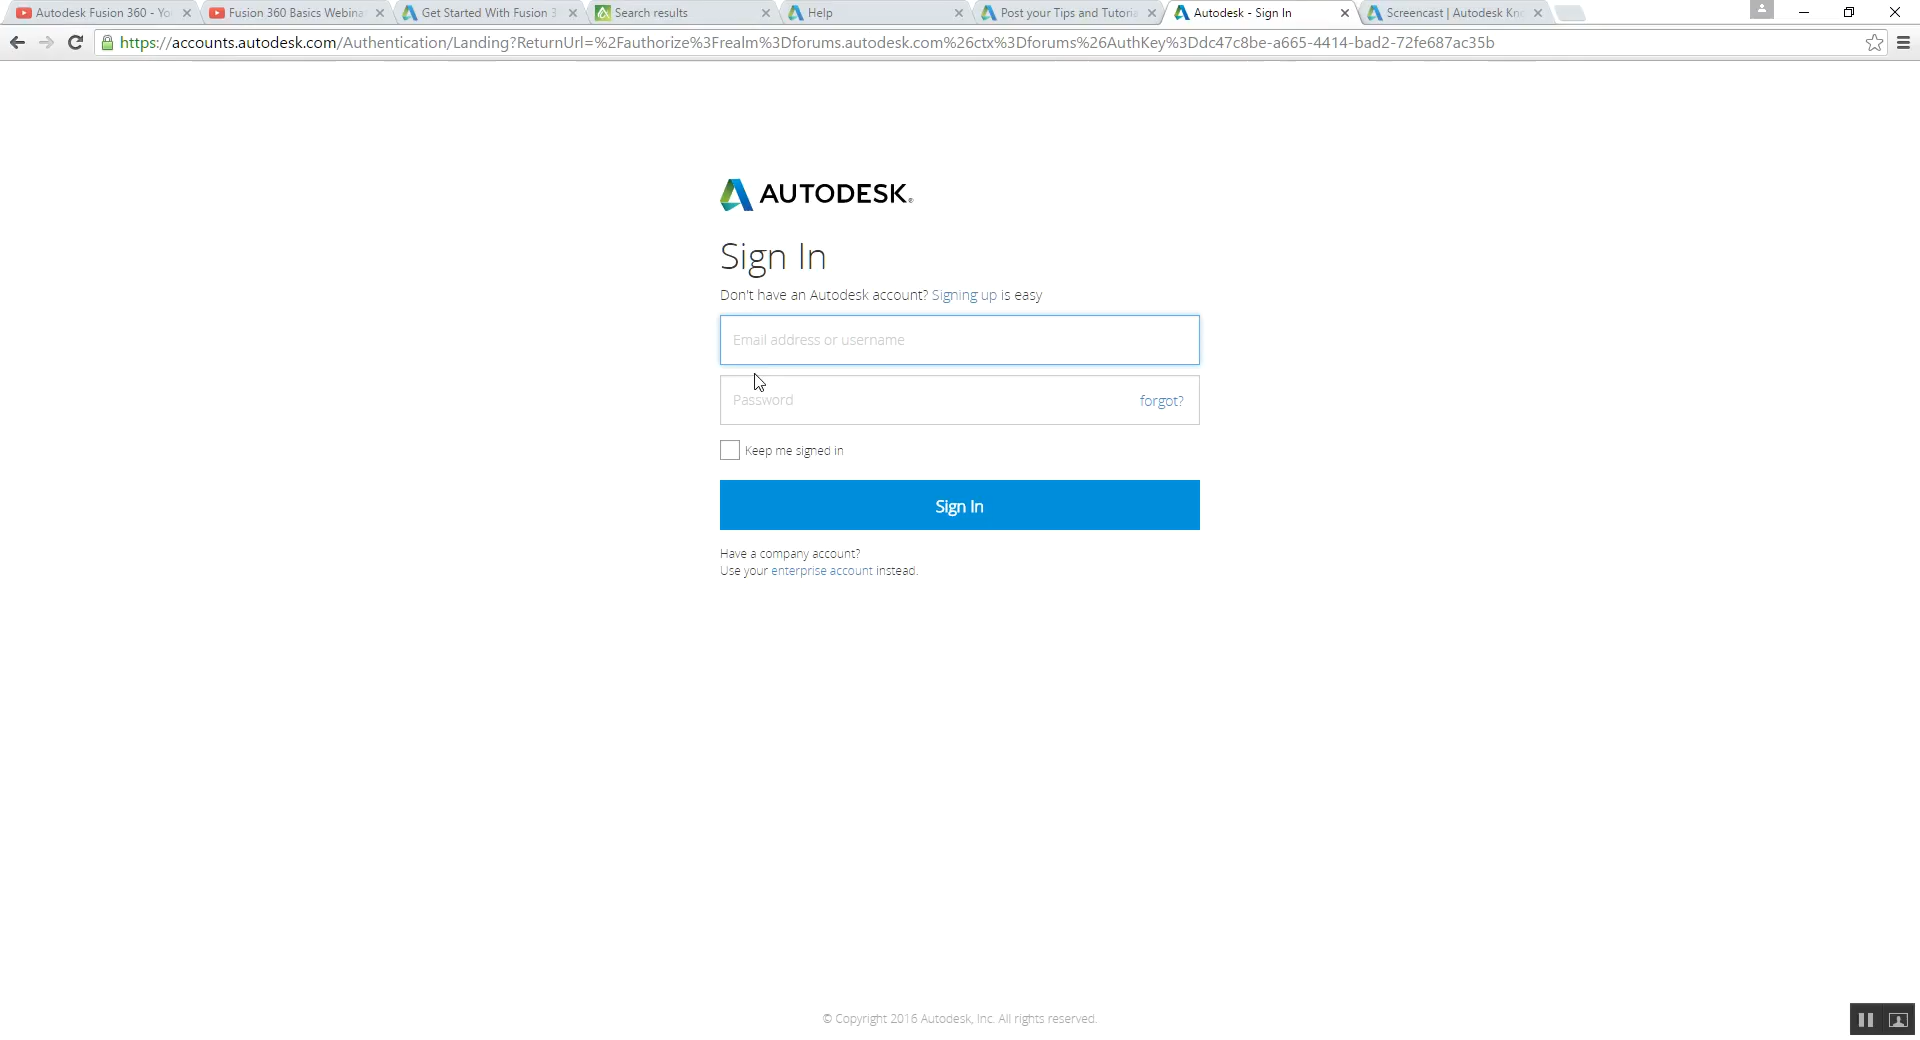 Autodesk Fusion 360 - Yo
Fusion 360 Basics Webina
Get Started With Fusion 3
Search results
Help
Post your Tips and Tutoria
Autodesk - Sign In
Screencast | Autodesk Kno
https://accounts.autodesk.com/Authentication/Landing?ReturnUrl=%2Fauthorize%3Frealm%3Dforums.autodesk.com%26ctx%3Dforums%26AuthKey%3Ddc47c8be-a665-4414-bad2-72fe687ac35b
AUTODESK®
Sign In
Don't have an Autodesk account? Signing up is easy
Email address or username
Password forgot?
Keep me signed in
Sign In
Have a company account?
Use your enterprise account instead.
© Copyright 2016 Autodesk, Inc. All rights reserved.